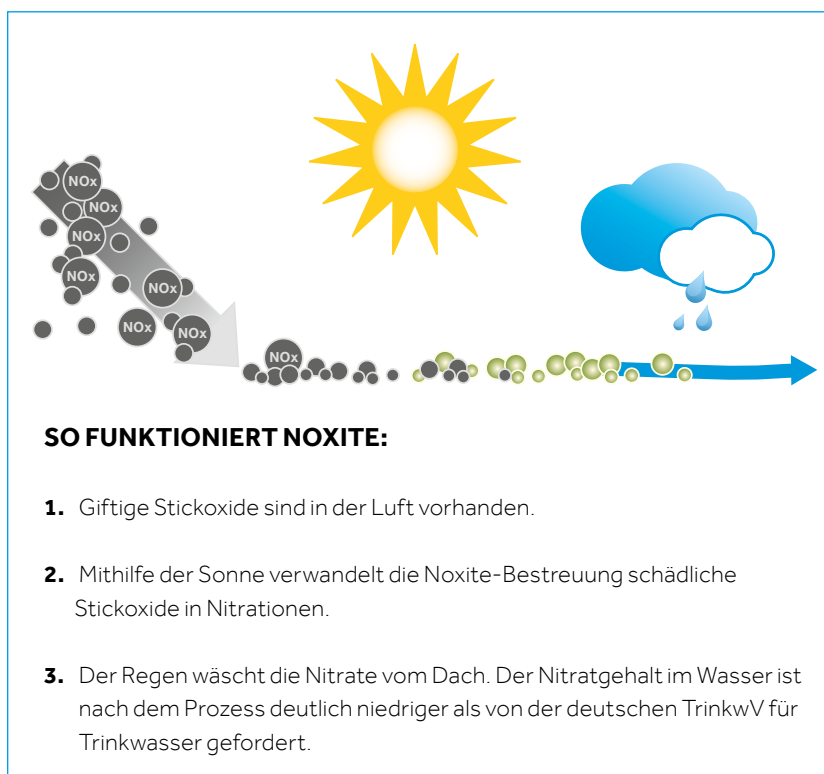 NOx
NOx
NOx
NOx
NOx
NOx
NOx
NOx
SO FUNKTIONIERT NOXITE:
1. Giftige Stickoxide sind in der Luft vorhanden.
2. Mithilfe der Sonne verwandelt die Noxite-Bestreuung schädliche
Stickoxide in Nitrationen.
3. Der Regen wäscht die Nitrate vom Dach. Der Nitratgehalt im Wasser ist
nach dem Prozess deutlich niedriger als von der deutschen TrinkwV für
Trinkwasser gefordert.